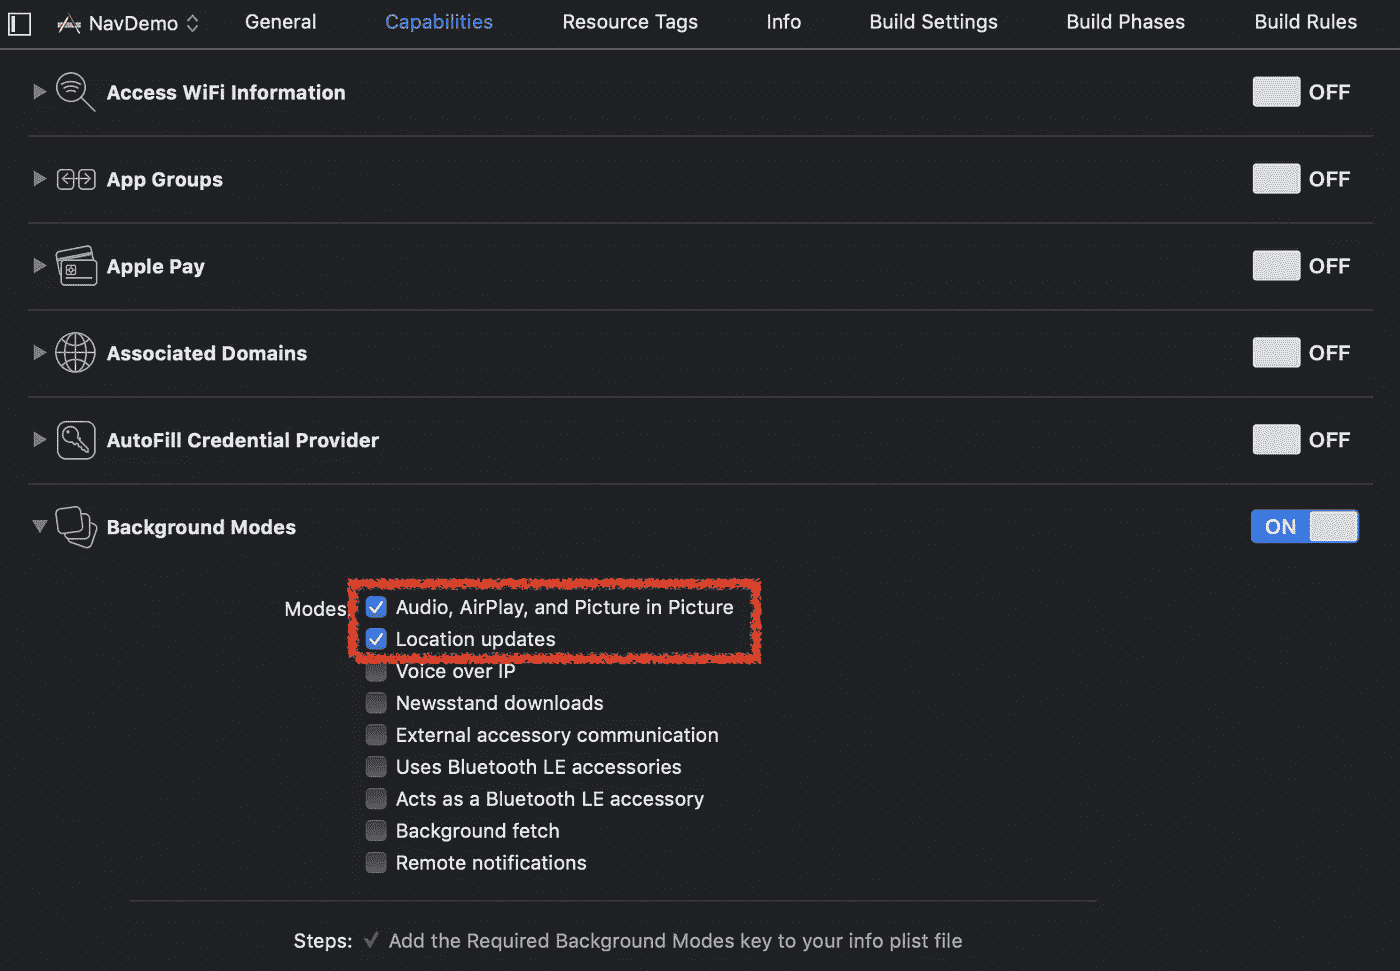 NavDemo General Capabilities Resource Tags Info Build Settings Build Phases Build Rules
Access WiFi Information OFF
App Groups OFF
Apple Pay OFF
Associated Domains OFF
AutoFill Credential Provider OFF
Background Modes ON
Modes Audio, AirPlay, and Picture in Picture
Location updates
Voice over IP
Newsstand downloads
External accessory communication
Uses Bluetooth LE accessories
Acts as a Bluetooth LE accessory
Background fetch
Remote notifications
Steps: Add the Required Background Modes key to your info plist file